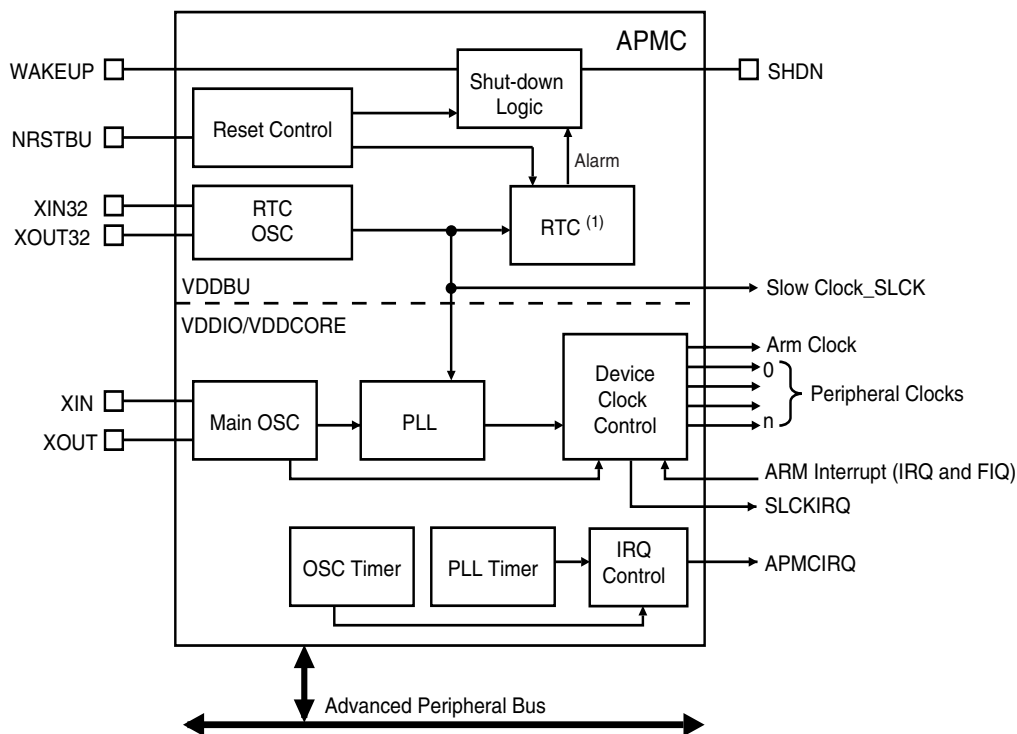 APMC
WAKEUP
Shut-down
Logic
SHDN
NRSTBU
Reset Control
Alarm
XIN32
XOUT32
RTC
OSC
RTC (1)
VDDBU
Slow Clock_SLCK
VDDIO/VDDCORE
Arm Clock
0
Peripheral Clocks
n
XIN
XOUT
Main OSC
PLL
Device
Clock
Control
ARM Interrupt (IRQ and FIQ)
SLCKIRQ
OSC Timer
PLL Timer
IRQ
Control
APMCIRQ
Advanced Peripheral Bus